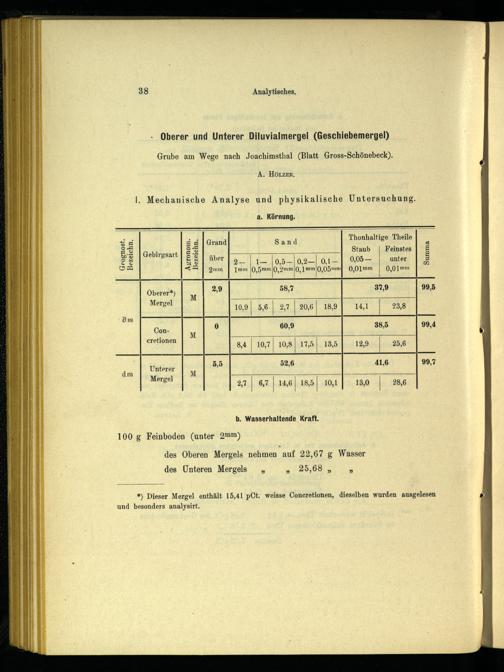 38 Analytisches.
Oberer und Unterer Diluvialmergel (Geschiebemergel)
Grube am Wege nach Joachimsthal (Blatt Gross-Schönebeck).
A. HÖLZER.
I. Mechanische Analyse und physikalische Untersuchung.
a. Körnung.
Geognost. Bezeichn. Gebirgsart Agronom. Bezeichn. Grand über 2mm Sand Thonhaltige Theile Summa
2— 1mm 1— 0,5mm 0,5— 0,2mm 0,2— 0,1mm 0,1— 0,05mm Staub 0,05— 0,01mm Feinstes unter 0,01mm
∂m Oberer*) Mergel M 2,9 58,7 37,9 99,5
10,9 5,6 2,7 20,6 18,9 14,1 23,8
Con- cretionen M 0 60,9 38,5 99,4
8,4 10,7 10,8 17,5 13,5 12,9 25,6
dm Unterer Mergel M 5,5 52,6 41,6 99,7
2,7 6,7 14,6 18,5 10,1 13,0 28,6
b. Wasserhaltende Kraft.
100 g Feinboden (unter 2mm)
des Oberen Mergels nehmen auf 22,67 g Wasser
des Unteren Mergels „ „ 25,68 „ „
*) Dieser Mergel enthält 15,41 pCt. weisse Concretionen, dieselben wurden ausgelesen
und besonders analysirt.